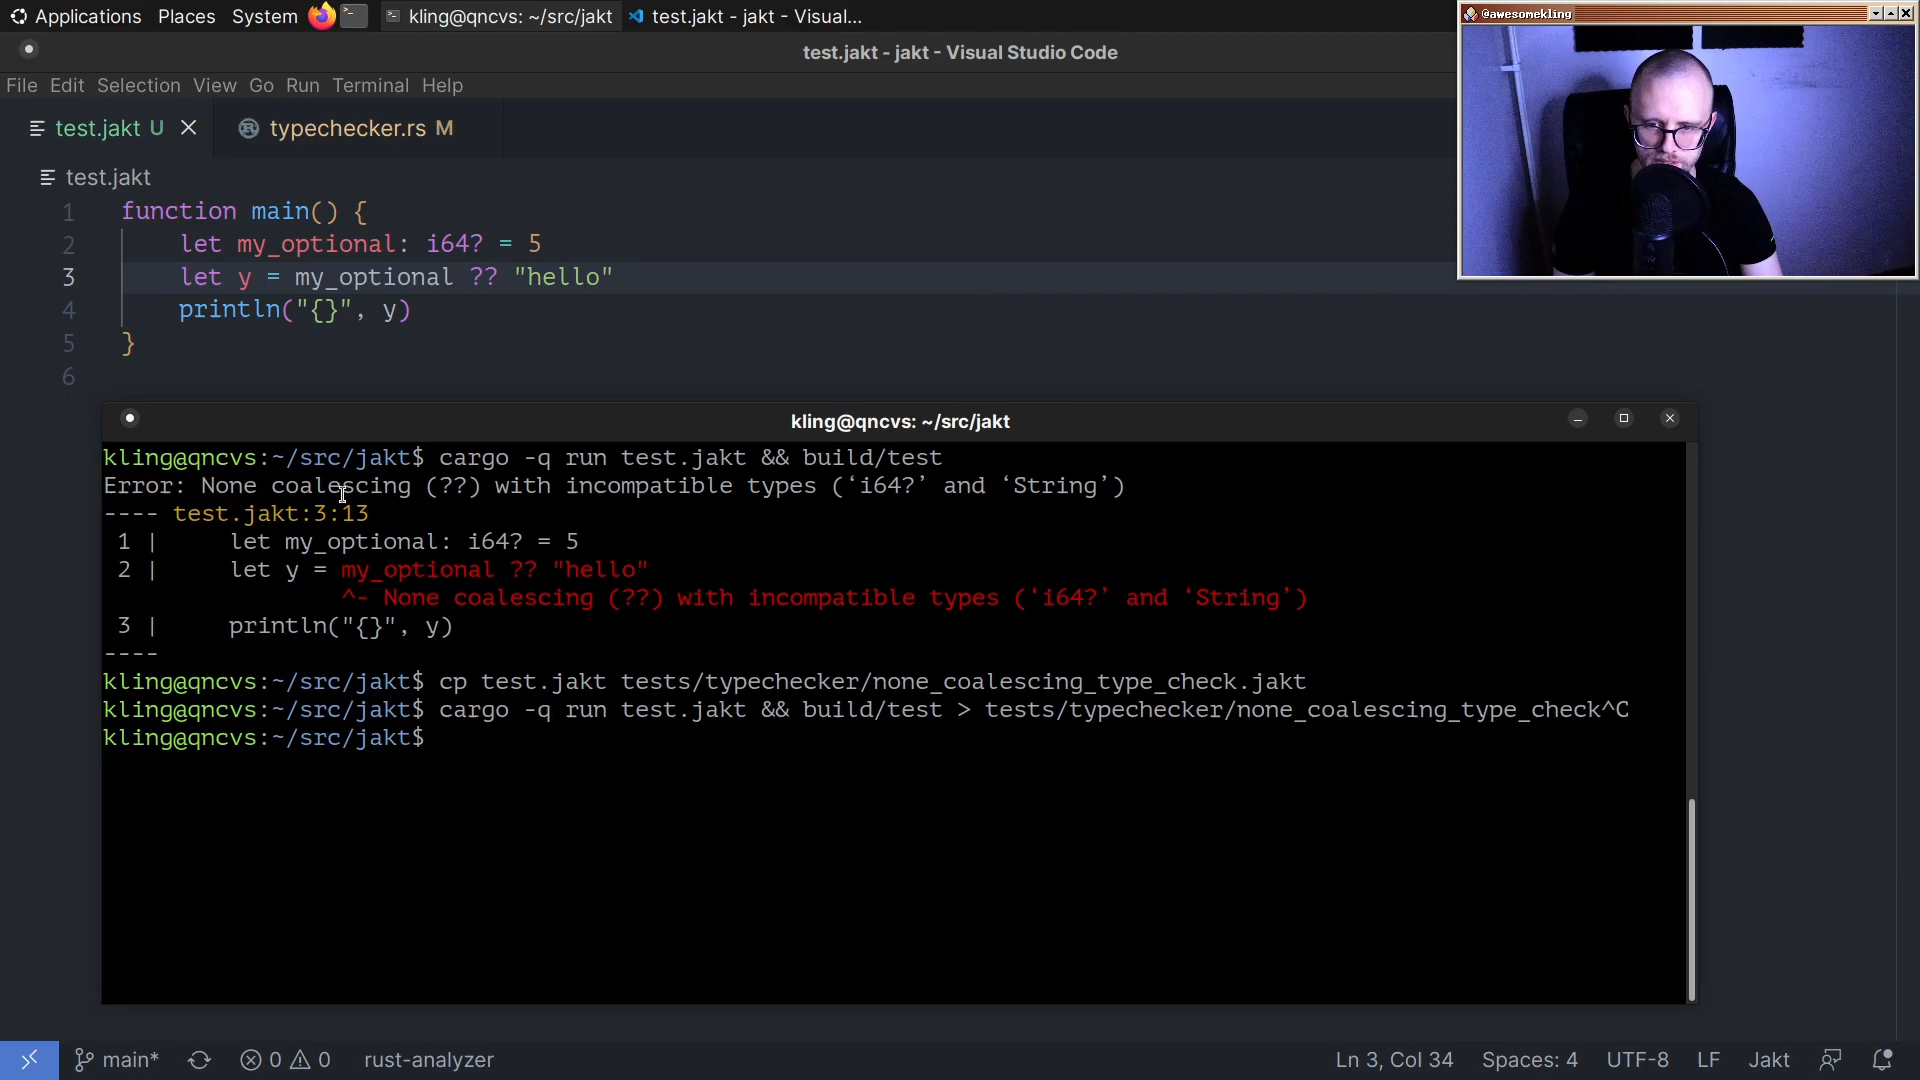 Applications Places System kling@qncvs: ~/src/jakt test.jakt - jakt - Visual...
@awesomekling
test.jakt - jakt - Visual Studio Code
File Edit Selection View Go Run Terminal Help
test.jakt U typechecker.rs M
test.jakt
1 function main() {
2 let my_optional: i64? = 5
3 let y = my_optional ?? "hello"
4 println("{}", y)
5 }
6
kling@qncvs: ~/src/jakt
kling@qncvs:~/src/jakt$ cargo -q run test.jakt && build/test
Error: None coalescing (??) with incompatible types (‘i64?’ and ‘String’)
---- test.jakt:3:13
1 | let my_optional: i64? = 5
2 | let y = my_optional ?? "hello"
^- None coalescing (??) with incompatible types (‘i64?’ and ‘String’)
3 | println("{}", y)
----
kling@qncvs:~/src/jakt$ cp test.jakt tests/typechecker/none_coalescing_type_check.jakt
kling@qncvs:~/src/jakt$ cargo -q run test.jakt && build/test > tests/typechecker/none_coalescing_type_check^C
kling@qncvs:~/src/jakt$
main* 0 0 rust-analyzer Ln 3, Col 34 Spaces: 4 UTF-8 LF Jakt